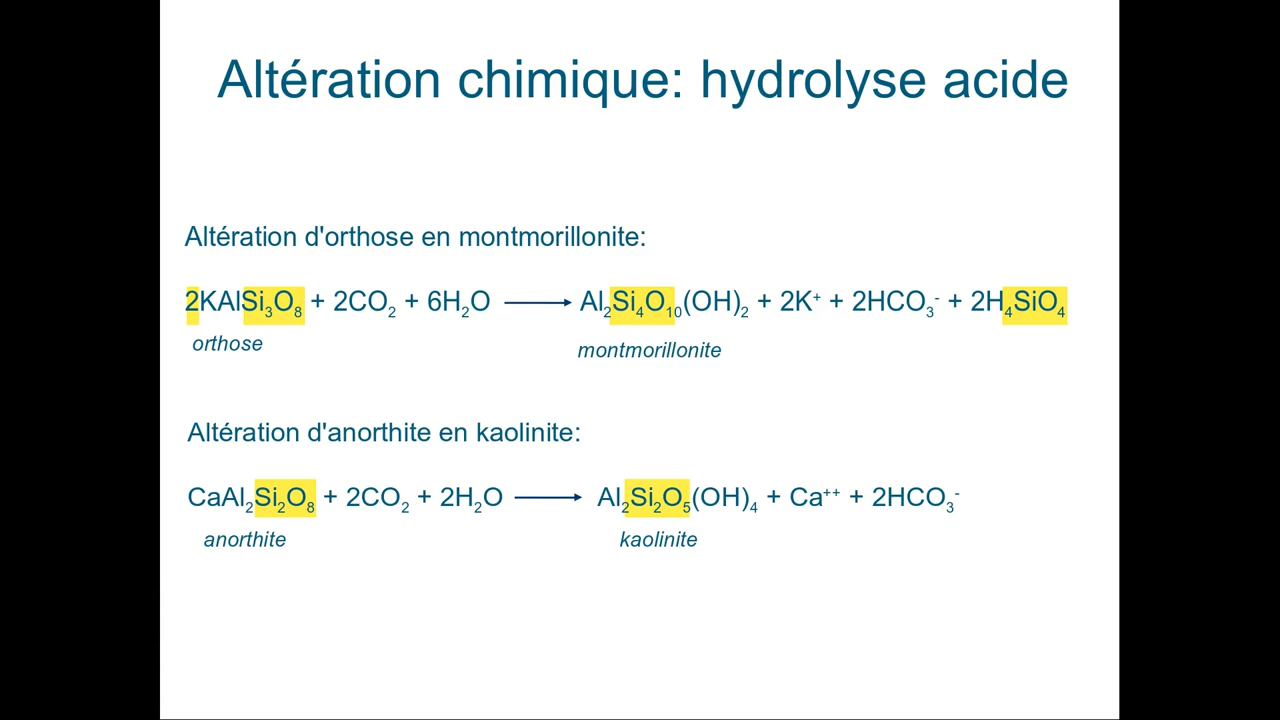 Altération chimique: hydrolyse acide
Altération d'orthose en montmorillonite:
2KAlSi₃O₈ + 2CO₂ + 6H₂O ⟶ Al₂Si₄O₁₀(OH)₂ + 2K⁺ + 2HCO₃⁻ + 2H₄SiO₄
orthose montmorillonite
Altération d'anorthite en kaolinite:
CaAl₂Si₂O₈ + 2CO₂ + 2H₂O ⟶ Al₂Si₂O₅(OH)₄ + Ca⁺⁺ + 2HCO₃⁻
anorthite kaolinite